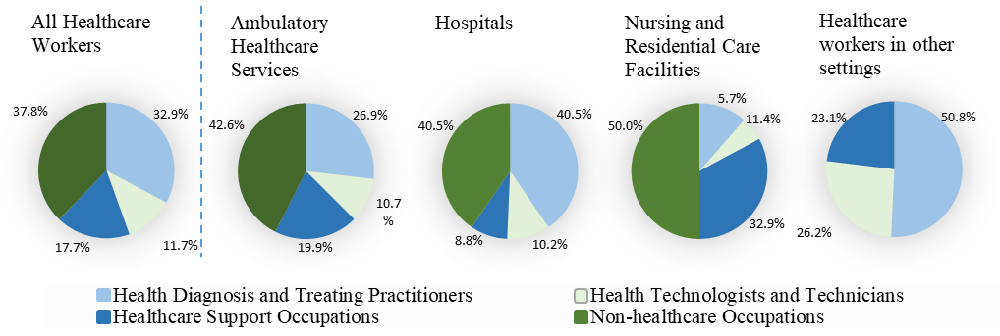 All Healthcare
Workers
37.8%
32.9%
17.7%
11.7%
Ambulatory
Healthcare
Services
42.6%
26.9%
10.7
%
19.9%
Hospitals
40.5%
40.5%
8.8%
10.2%
Nursing and
Residential Care
Facilities
5.7%
11.4%
50.0%
32.9%
Healthcare
workers in other
settings
23.1%
50.8%
26.2%
Health Diagnosis and Treating Practitioners
Health Technologists and Technicians
Healthcare Support Occupations
Non-healthcare Occupations